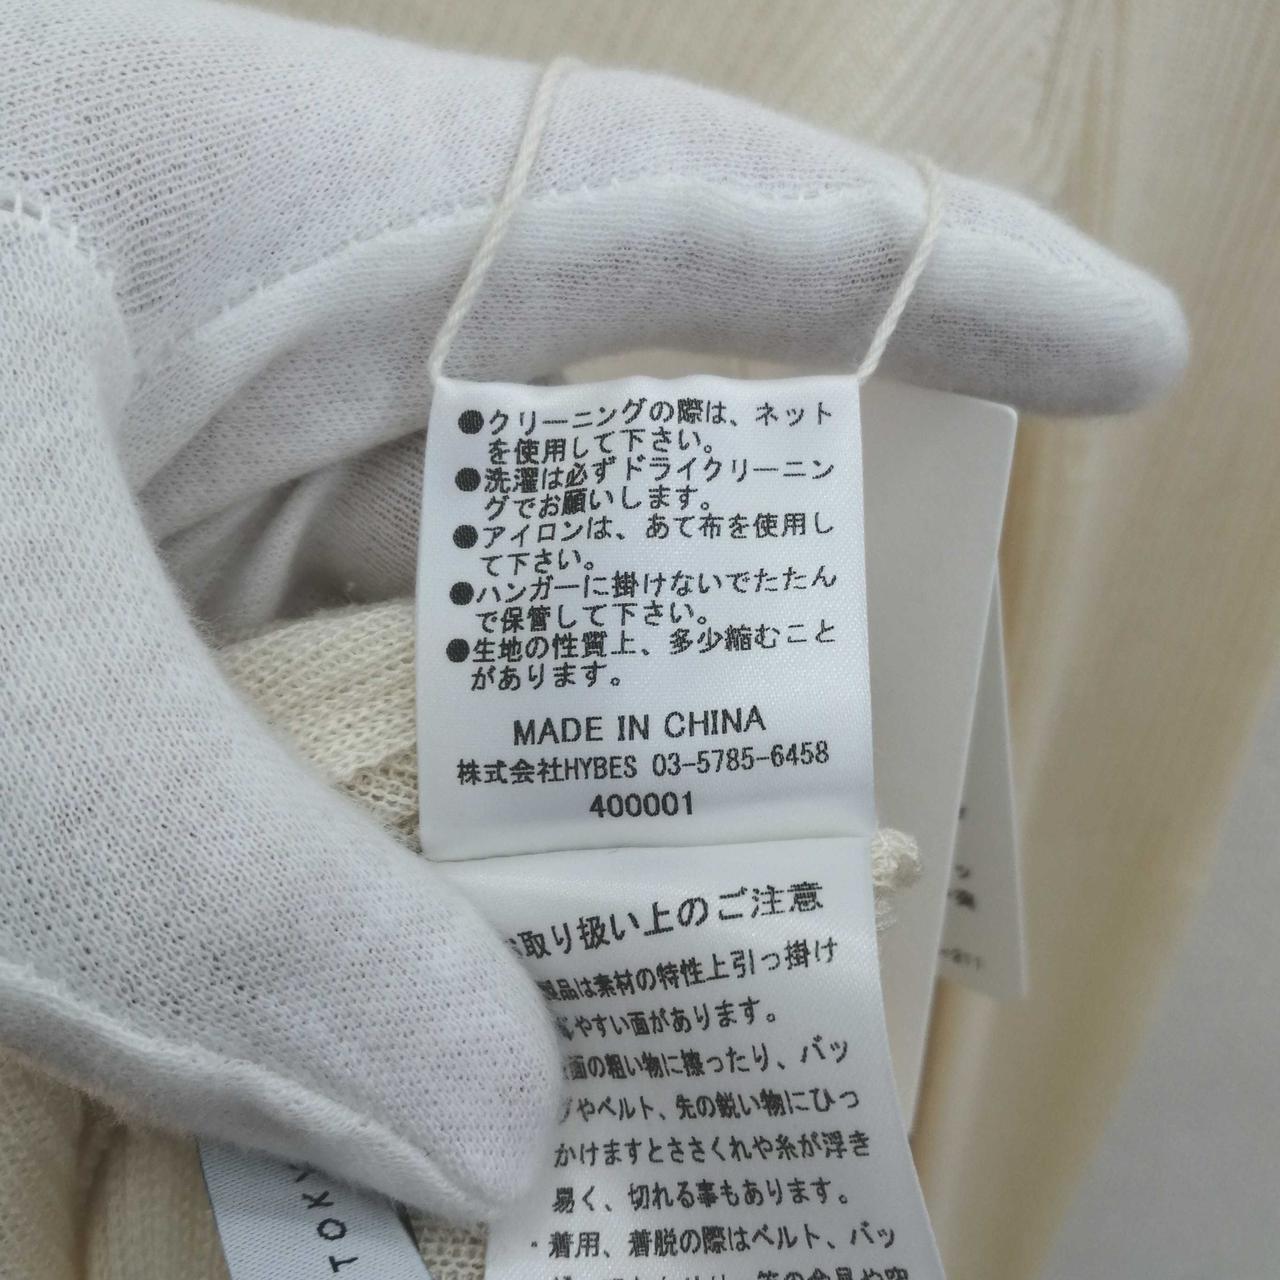 ●クリーニングの際は、ネット
を使用して下さい。
●洗濯は必ずドライクリーニン
グでお願いします。
●アイロンは、あて布を使用し
て下さい。
●ハンガーに掛けないでたたん
で保管して下さい。
●生地の性質上、多少縮むこと
があります。
MADE IN CHINA
株式会社HYBES 03-5785-6458
400001
取り扱い上のご注意
製品は素材の特性上引っ掛け
やすい面があります。
面の粗い物に擦ったり、バッ
グやベルト、先の鋭い物にひっ
かけますとささくれや糸が浮き
易く、切れる事もあります。
・着用、着脱の際はベルト、バッ
TOKY